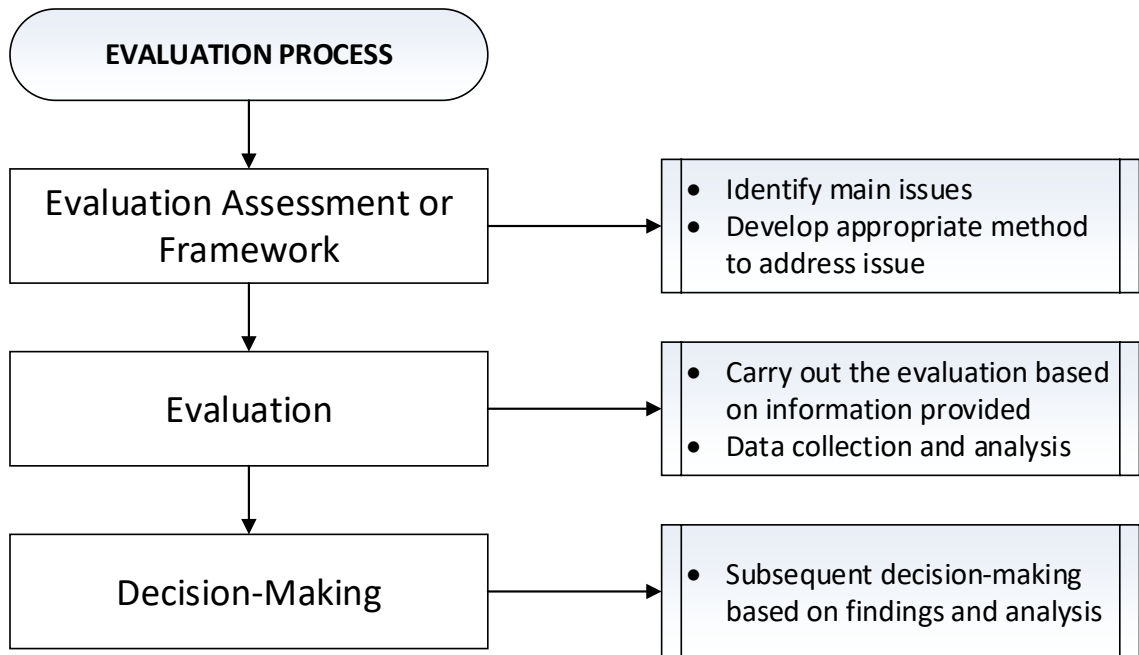 EVALUATION PROCESS
Evaluation Assessment or
Framework
• Identify main issues
• Develop appropriate method
to address issue
Evaluation
• Carry out the evaluation based
on information provided
• Data collection and analysis
Decision-Making
• Subsequent decision-making
based on findings and analysis